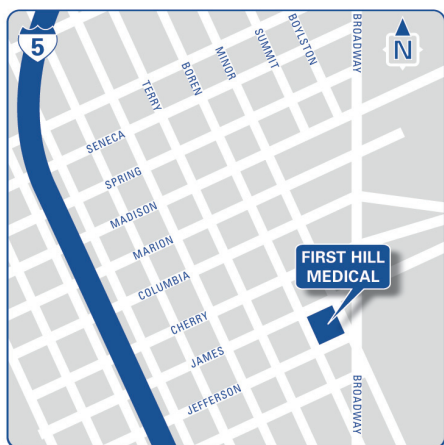 5
N
TERRY
BOREN
MINOR
SUMMIT
BOYLSTON
BROADWAY
SENECA
SPRING
MADISON
MARION
COLUMBIA
CHERRY
JAMES
JEFFERSON
FIRST HILL
MEDICAL
BROADWAY